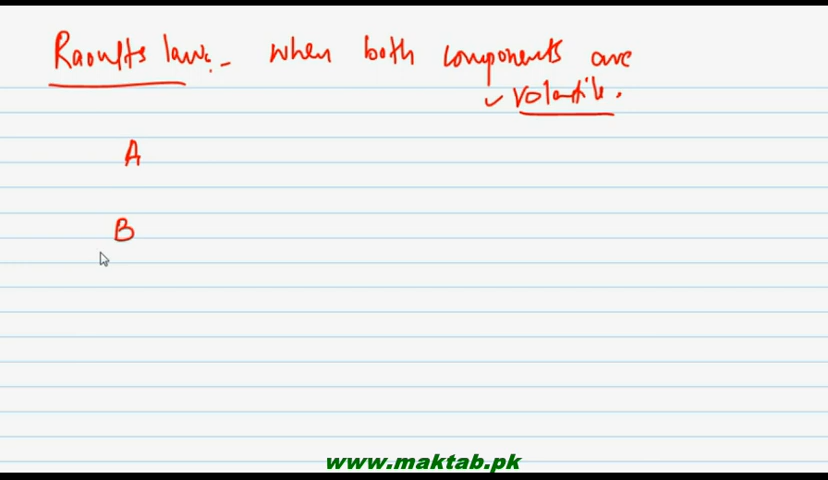 Raoults law:- when both components are
✓ volatile.
A
B
www.maktab.pk